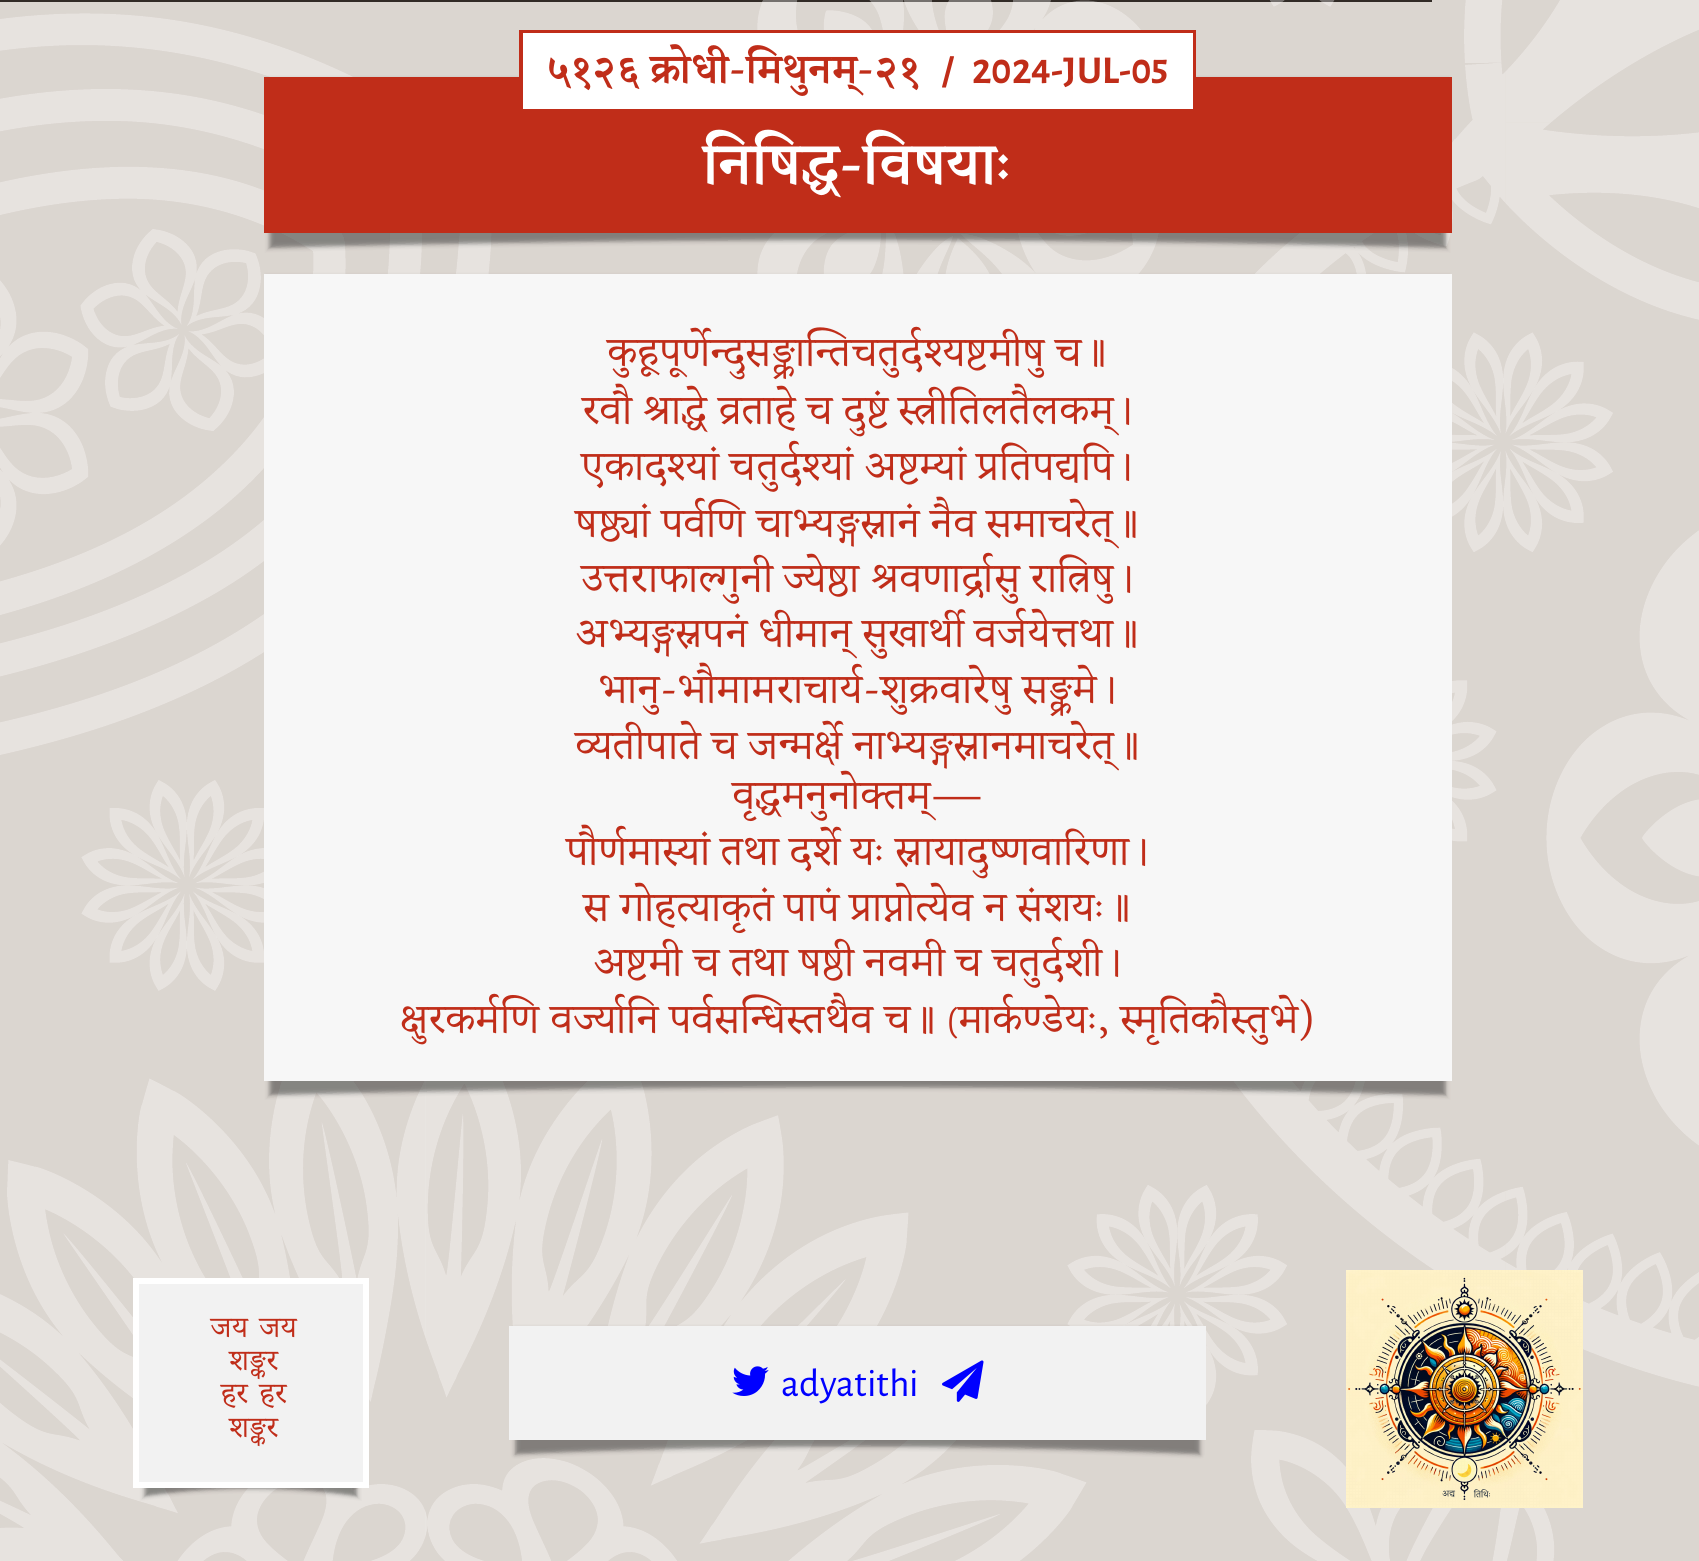 ५१२६ क्रोधी-मिथुनम्-२१ / 2024-JUL-05
निषिद्ध-विषयाः
कुहूपूर्णेन्दुसङ्क्रान्तिचतुर्दश्यष्टमीषु च॥
रवौ श्राद्धे व्रताहे च दुष्टं स्त्रीतिलतैलकम्।
एकादश्यां चतुर्दश्यां अष्टम्यां प्रतिपद्यपि।
षष्ठ्यां पर्वणि चाभ्यङ्गस्नानं नैव समाचरेत्॥
उत्तराफाल्गुनी ज्येष्ठा श्रवणार्द्रासु रात्रिषु।
अभ्यङ्गस्नपनं धीमान् सुखार्थी वर्जयेत्तथा॥
भानु-भौमामराचार्य-शुक्रवारेषु सङ्क्रमे।
व्यतीपाते च जन्मर्क्षे नाभ्यङ्गस्नानमाचरेत्॥
वृद्धमनुनोक्तम्—
पौर्णमास्यां तथा दर्शे यः स्नायादुष्णवारिणा।
स गोहत्याकृतं पापं प्राप्नोत्येव न संशयः॥
अष्टमी च तथा षष्ठी नवमी च चतुर्दशी।
क्षुरकर्मणि वर्ज्यानि पर्वसन्धिस्तथैव च॥ (मार्कण्डेयः, स्मृतिकौस्तुभे)
जय जय
शङ्कर
हर हर
शङ्कर
adyatithi
अद्य तिथिः